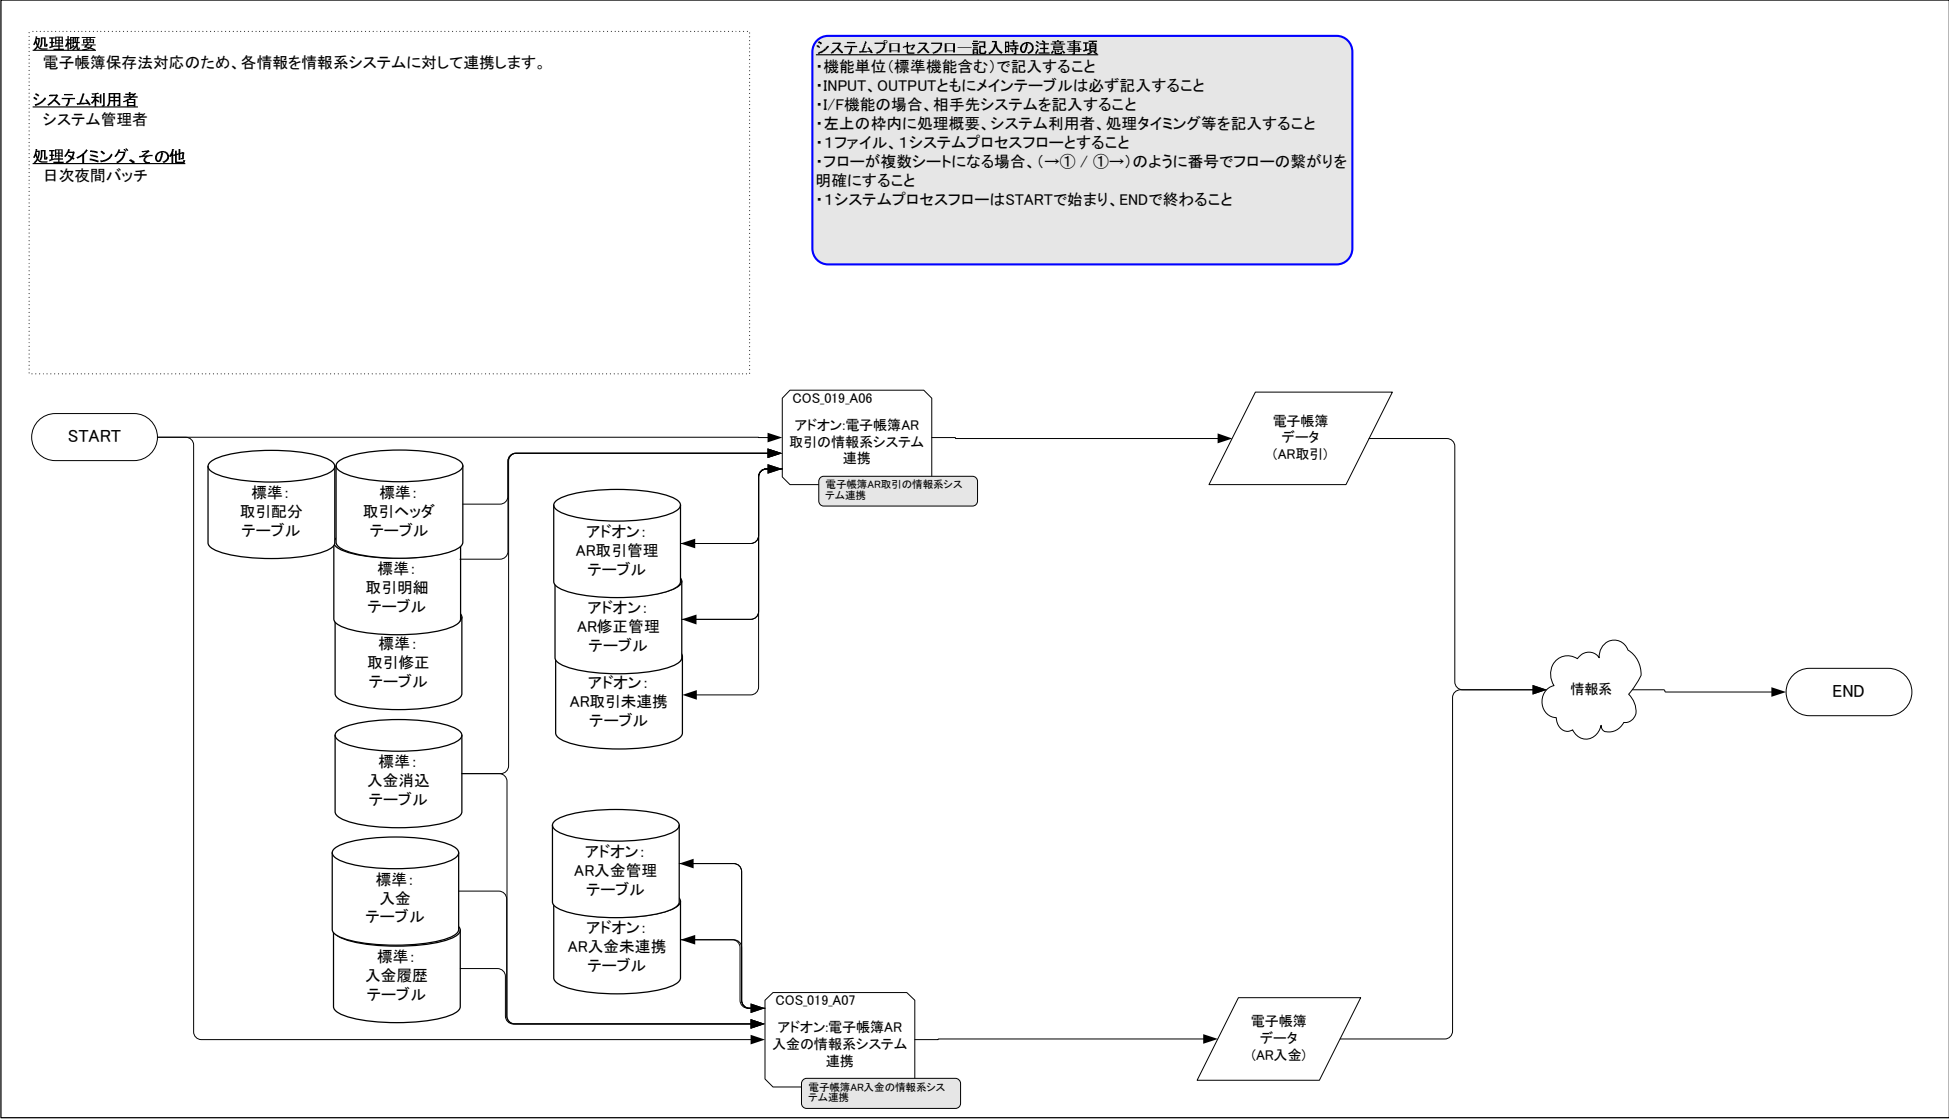 処理概要
電子帳簿保存法対応のため、各情報を情報系システムに対して連携します。
システム利用者
システム管理者
処理タイミング、その他
日次夜間バッチ
システムプロセスフロー記入時の注意事項
・機能単位（標準機能含む）で記入すること
・INPUT、OUTPUTともにメインテーブルは必ず記入すること
・I/F機能の場合、相手先システムを記入すること
・左上の枠内に処理概要、システム利用者、処理タイミング等を記入すること
・1ファイル、1システムプロセスフローとすること
・フローが複数シートになる場合、（→① / ①→）のように番号でフローの繋がりを
明確にすること
・1システムプロセスフローはSTARTで始まり、ENDで終わること
START
COS_019_A06
アドオン:電子帳簿AR
取引の情報系システム
連携
電子帳簿AR取引の情報系シス
テム連携
電子帳簿
データ
（AR取引）
標準：
取引配分
テーブル
標準：
取引ヘッダ
テーブル
標準：
取引明細
テーブル
標準：
取引修正
テーブル
アドオン：
AR取引管理
テーブル
アドオン：
AR修正管理
テーブル
アドオン：
AR取引未連携
テーブル
情報系
END
標準：
入金消込
テーブル
標準：
入金
テーブル
標準：
入金履歴
テーブル
アドオン：
AR入金管理
テーブル
アドオン：
AR入金未連携
テーブル
COS_019_A07
アドオン:電子帳簿AR
入金の情報系システム
連携
電子帳簿AR入金の情報系シス
テム連携
電子帳簿
データ
（AR入金）